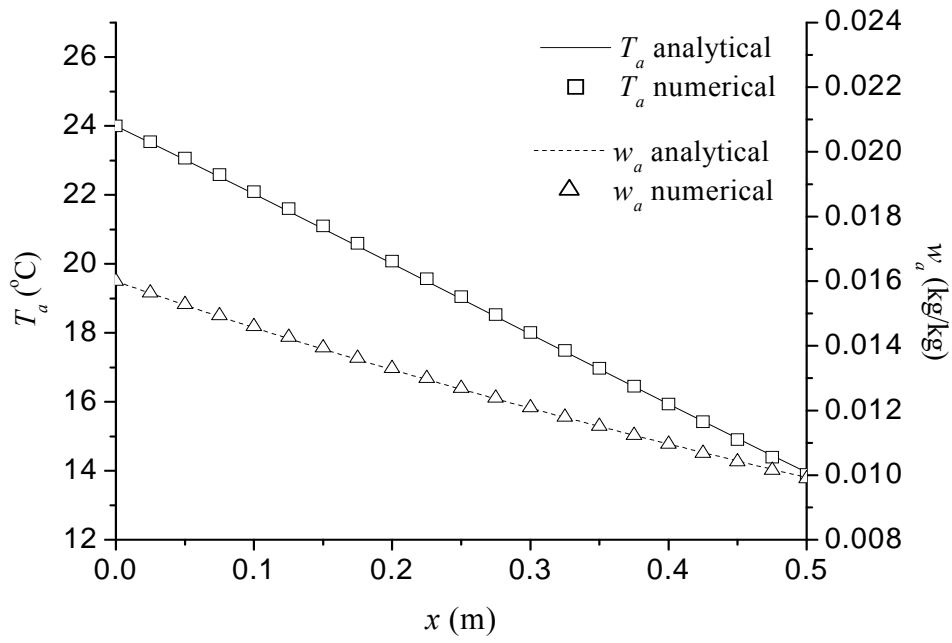 T_a analytical
T_a numerical
w_a analytical
w_a numerical
26
24
22
20
18
16
14
12
T_a (°C)
0.024
0.022
0.020
0.018
0.016
0.014
0.012
0.010
0.008
w_a (kg/kg)
0.0 0.1 0.2 0.3 0.4 0.5
x (m)